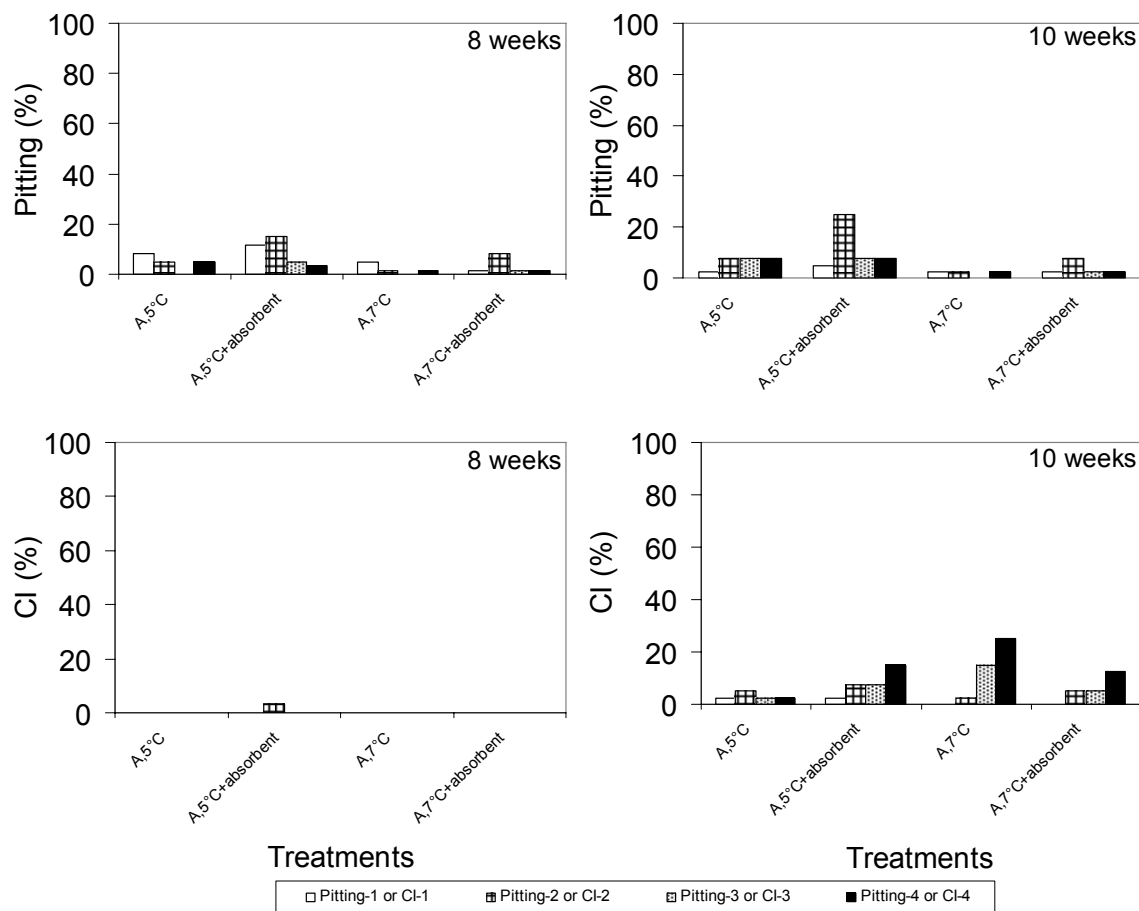 8 weeks
Pitting (%)
100
80
60
40
20
0
A,5°C
A,5°C+absorbent
A,7°C
A,7°C+absorbent
10 weeks
Pitting (%)
100
80
60
40
20
0
A,5°C
A,5°C+absorbent
A,7°C
A,7°C+absorbent
8 weeks
CI (%)
100
80
60
40
20
0
A,5°C
A,5°C+absorbent
A,7°C
A,7°C+absorbent
Treatments
10 weeks
CI (%)
100
80
60
40
20
0
A,5°C
A,5°C+absorbent
A,7°C
A,7°C+absorbent
Treatments
Pitting-1 or CI-1 Pitting-2 or CI-2 Pitting-3 or CI-3 Pitting-4 or CI-4